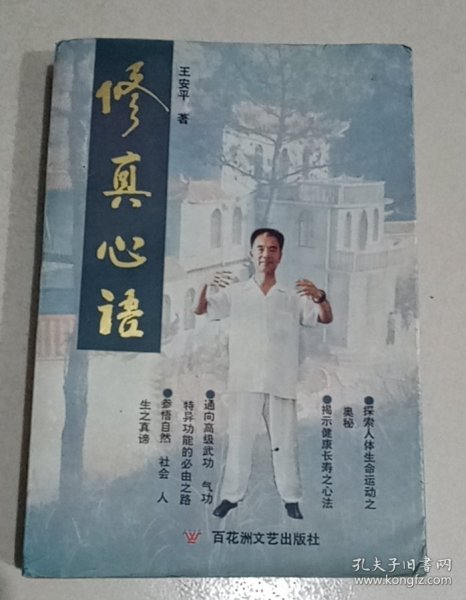 修真心语
王安平 著
●探索人体生命运动之
奥秘
●揭示健康长寿之心法
●通向高级武功 气功
特异功能的必由之路
●参悟自然 社会 人
生之真谤
百花洲文艺出版社
孔夫子旧书网
www.kongfz.com